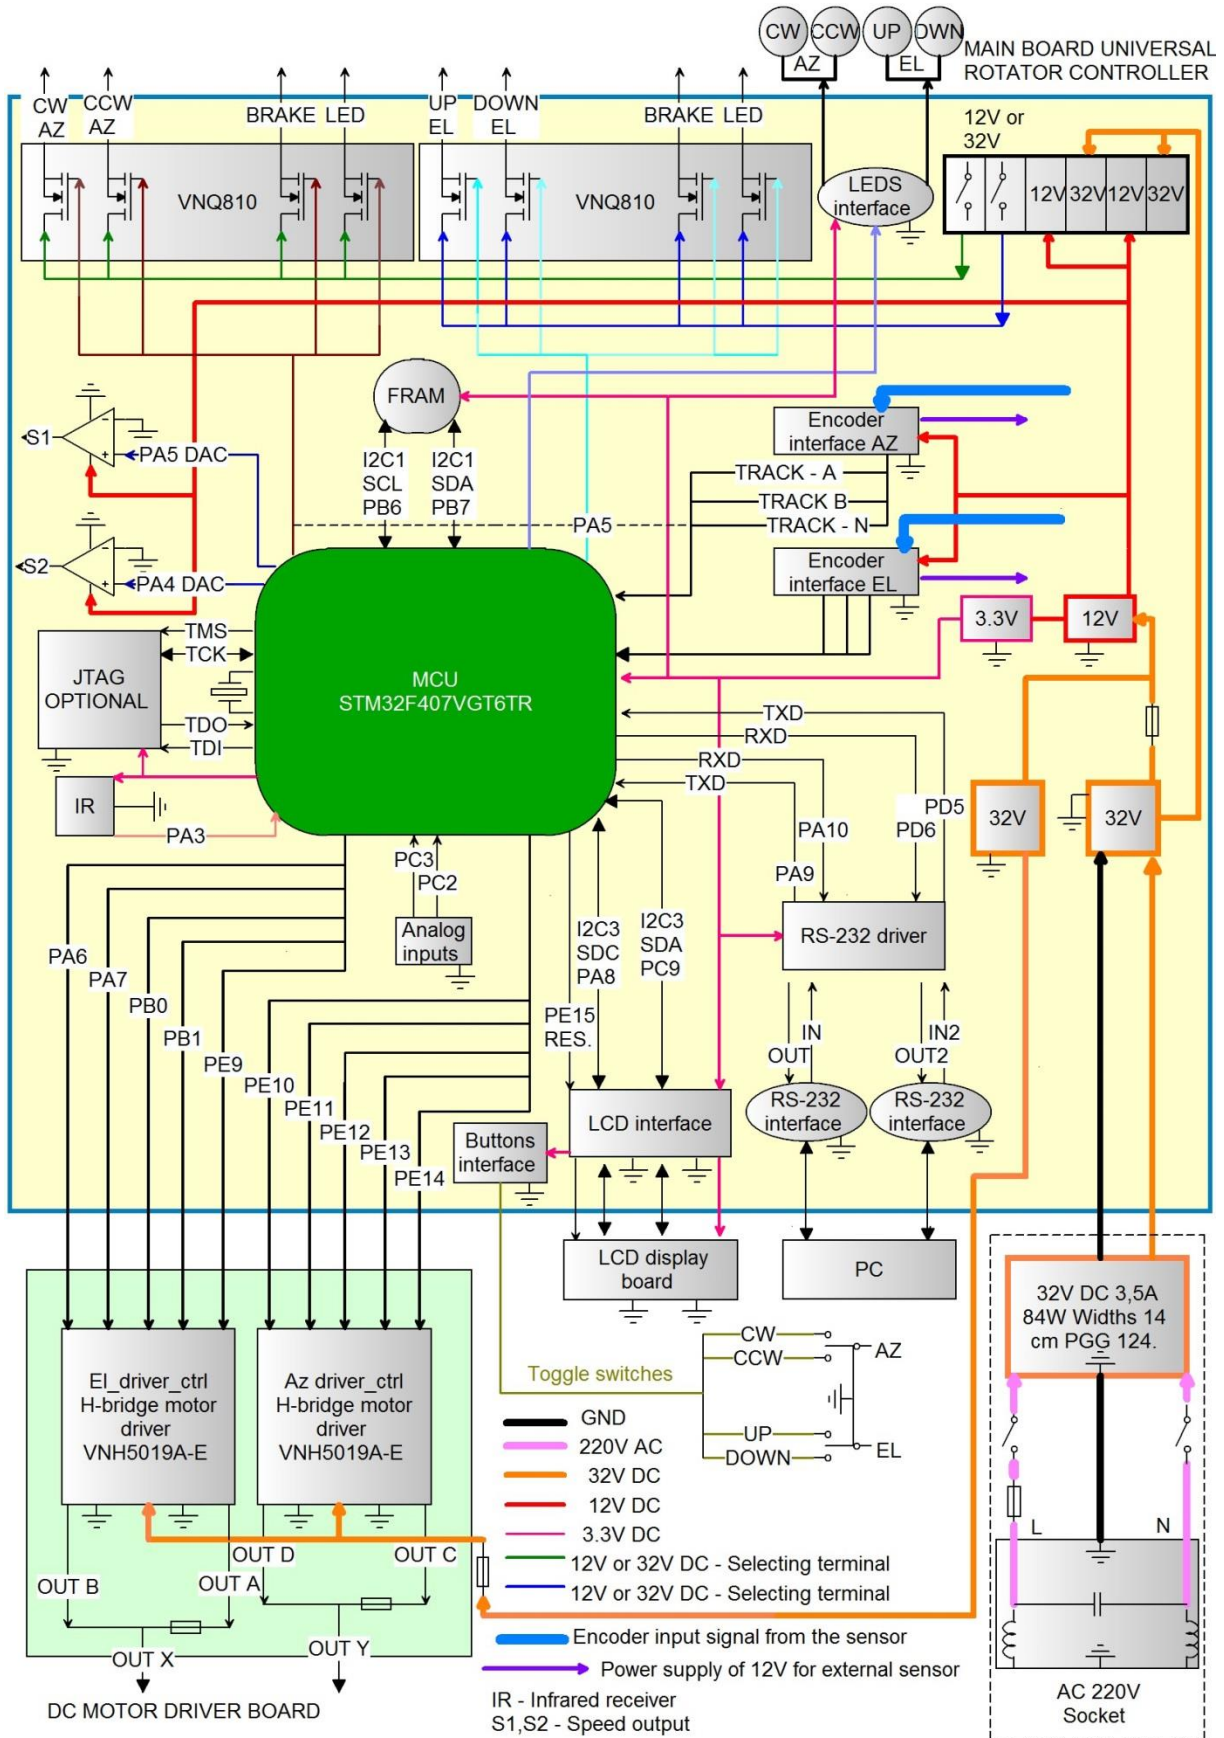 CW
CCW
UP
DWN
AZ
EL
MAIN BOARD UNIVERSAL
ROTATOR CONTROLLER
CW
AZ
CCW
AZ
BRAKE
LED
UP
EL
DOWN
EL
BRAKE
LED
12V or
32V
VNQ810
VNQ810
LEDS
interface
12V
32V
12V
32V
FRAM
S1
PA5 DAC
I2C1
SCL
PB6
I2C1
SDA
PB7
Encoder
interface AZ
TRACK - A
TRACK B
TRACK - N
PA5
S2
PA4 DAC
Encoder
interface EL
3.3V
12V
JTAG
OPTIONAL
TMS
TCK
TDO
TDI
MCU
STM32F407VGT6TR
TXD
RXD
RXD
TXD
IR
PA3
PC3
PC2
PA10
PA9
PD5
PD6
32V
32V
Analog
inputs
I2C3
SDC
PA8
I2C3
SDA
PC9
RS-232 driver
PA6
PA7
PB0
PB1
PE9
PE10
PE11
PE12
PE13
PE14
PE15
RES.
IN
OUT
IN2
OUT2
RS-232
interface
RS-232
interface
Buttons
interface
LCD interface
LCD display
board
PC
32V DC 3,5A
84W Widths 14
cm PGG 124.
El_driver_ctrl
H-bridge motor
driver
VNH5019A-E
Az driver_ctrl
H-bridge motor
driver
VNH5019A-E
Toggle switches
CW
CCW
AZ
UP
DOWN
EL
GND
220V AC
32V DC
12V DC
3.3V DC
12V or 32V DC - Selecting terminal
12V or 32V DC - Selecting terminal
Encoder input signal from the sensor
Power supply of 12V for external sensor
IR - Infrared receiver
S1,S2 - Speed output
L
N
OUT B
OUT A
OUT D
OUT C
OUT X
OUT Y
DC MOTOR DRIVER BOARD
AC 220V
Socket